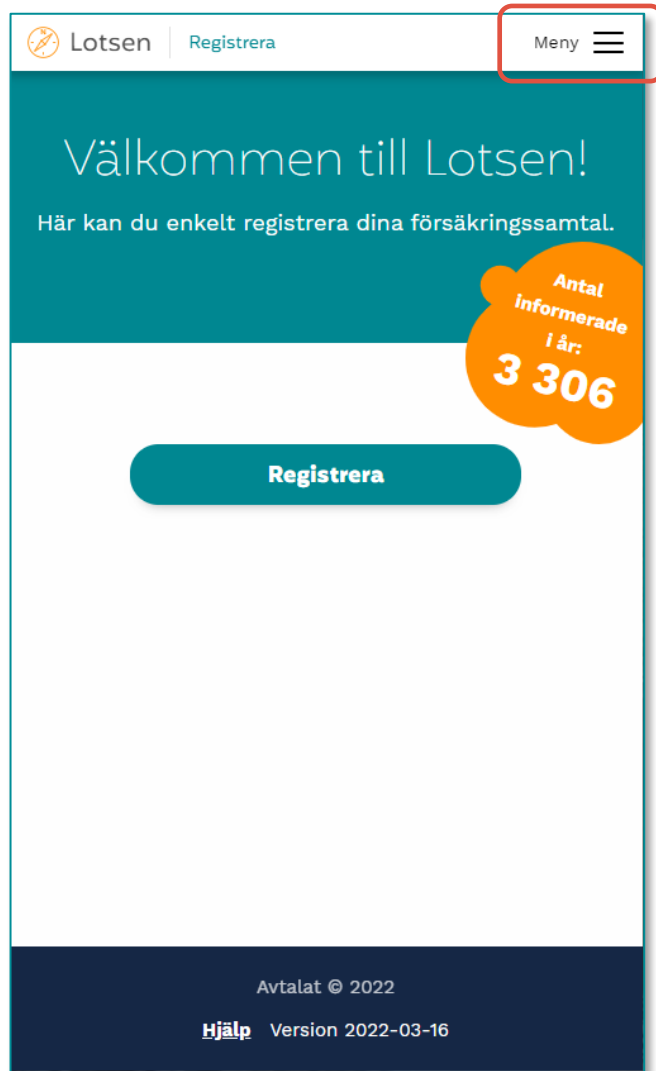 Lotsen Registrera Meny
Välkommen till Lotsen!
Här kan du enkelt registrera dina försäkringssamtal.
Antal
informerade
i år:
3 306
Registrera
Avtalat © 2022
Hjälp Version 2022-03-16